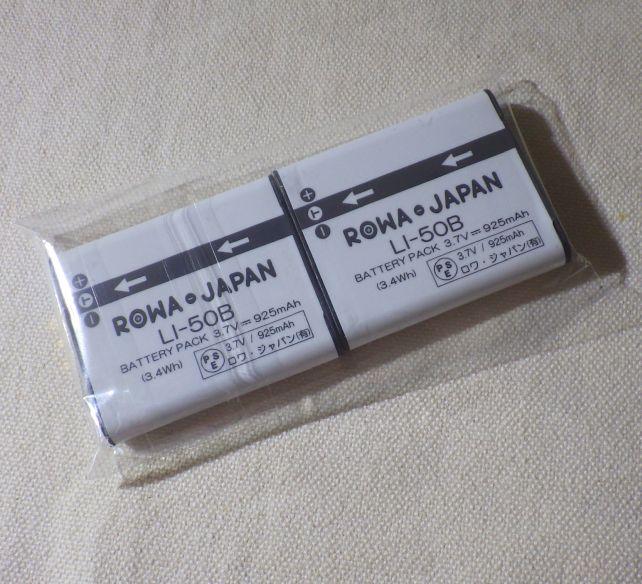 +
T
-
ROWA JAPAN
LI-50B
BATTERY PACK 3.7V = 925mAh
(3.4Wh)
PSE
3.7V / 925mAh
ロワ・ジャパン(有)
+
T
-
ROWA JAPAN
LI-50B
BATTERY PACK 3.7V = 925mAh
(3.4Wh)
PSE
3.7V / 925mAh
ロワ・ジャパン(有)